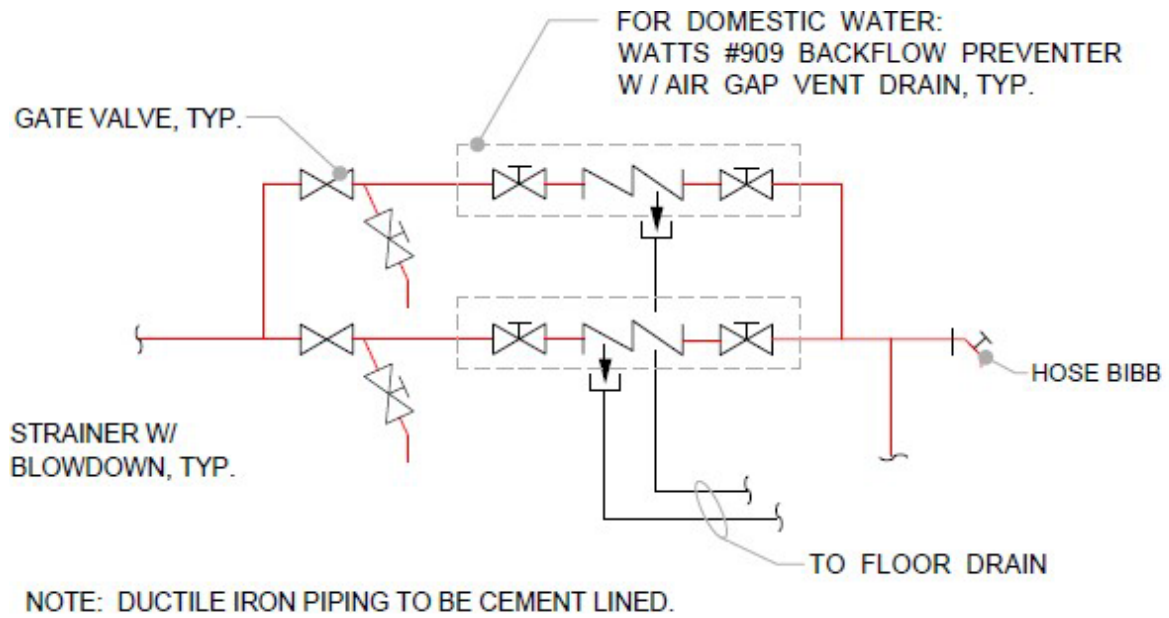 FOR DOMESTIC WATER:
WATTS #909 BACKFLOW PREVENTER
W / AIR GAP VENT DRAIN, TYP.
GATE VALVE, TYP.
HOSE BIBB
STRAINER W/
BLOWDOWN, TYP.
TO FLOOR DRAIN
NOTE: DUCTILE IRON PIPING TO BE CEMENT LINED.